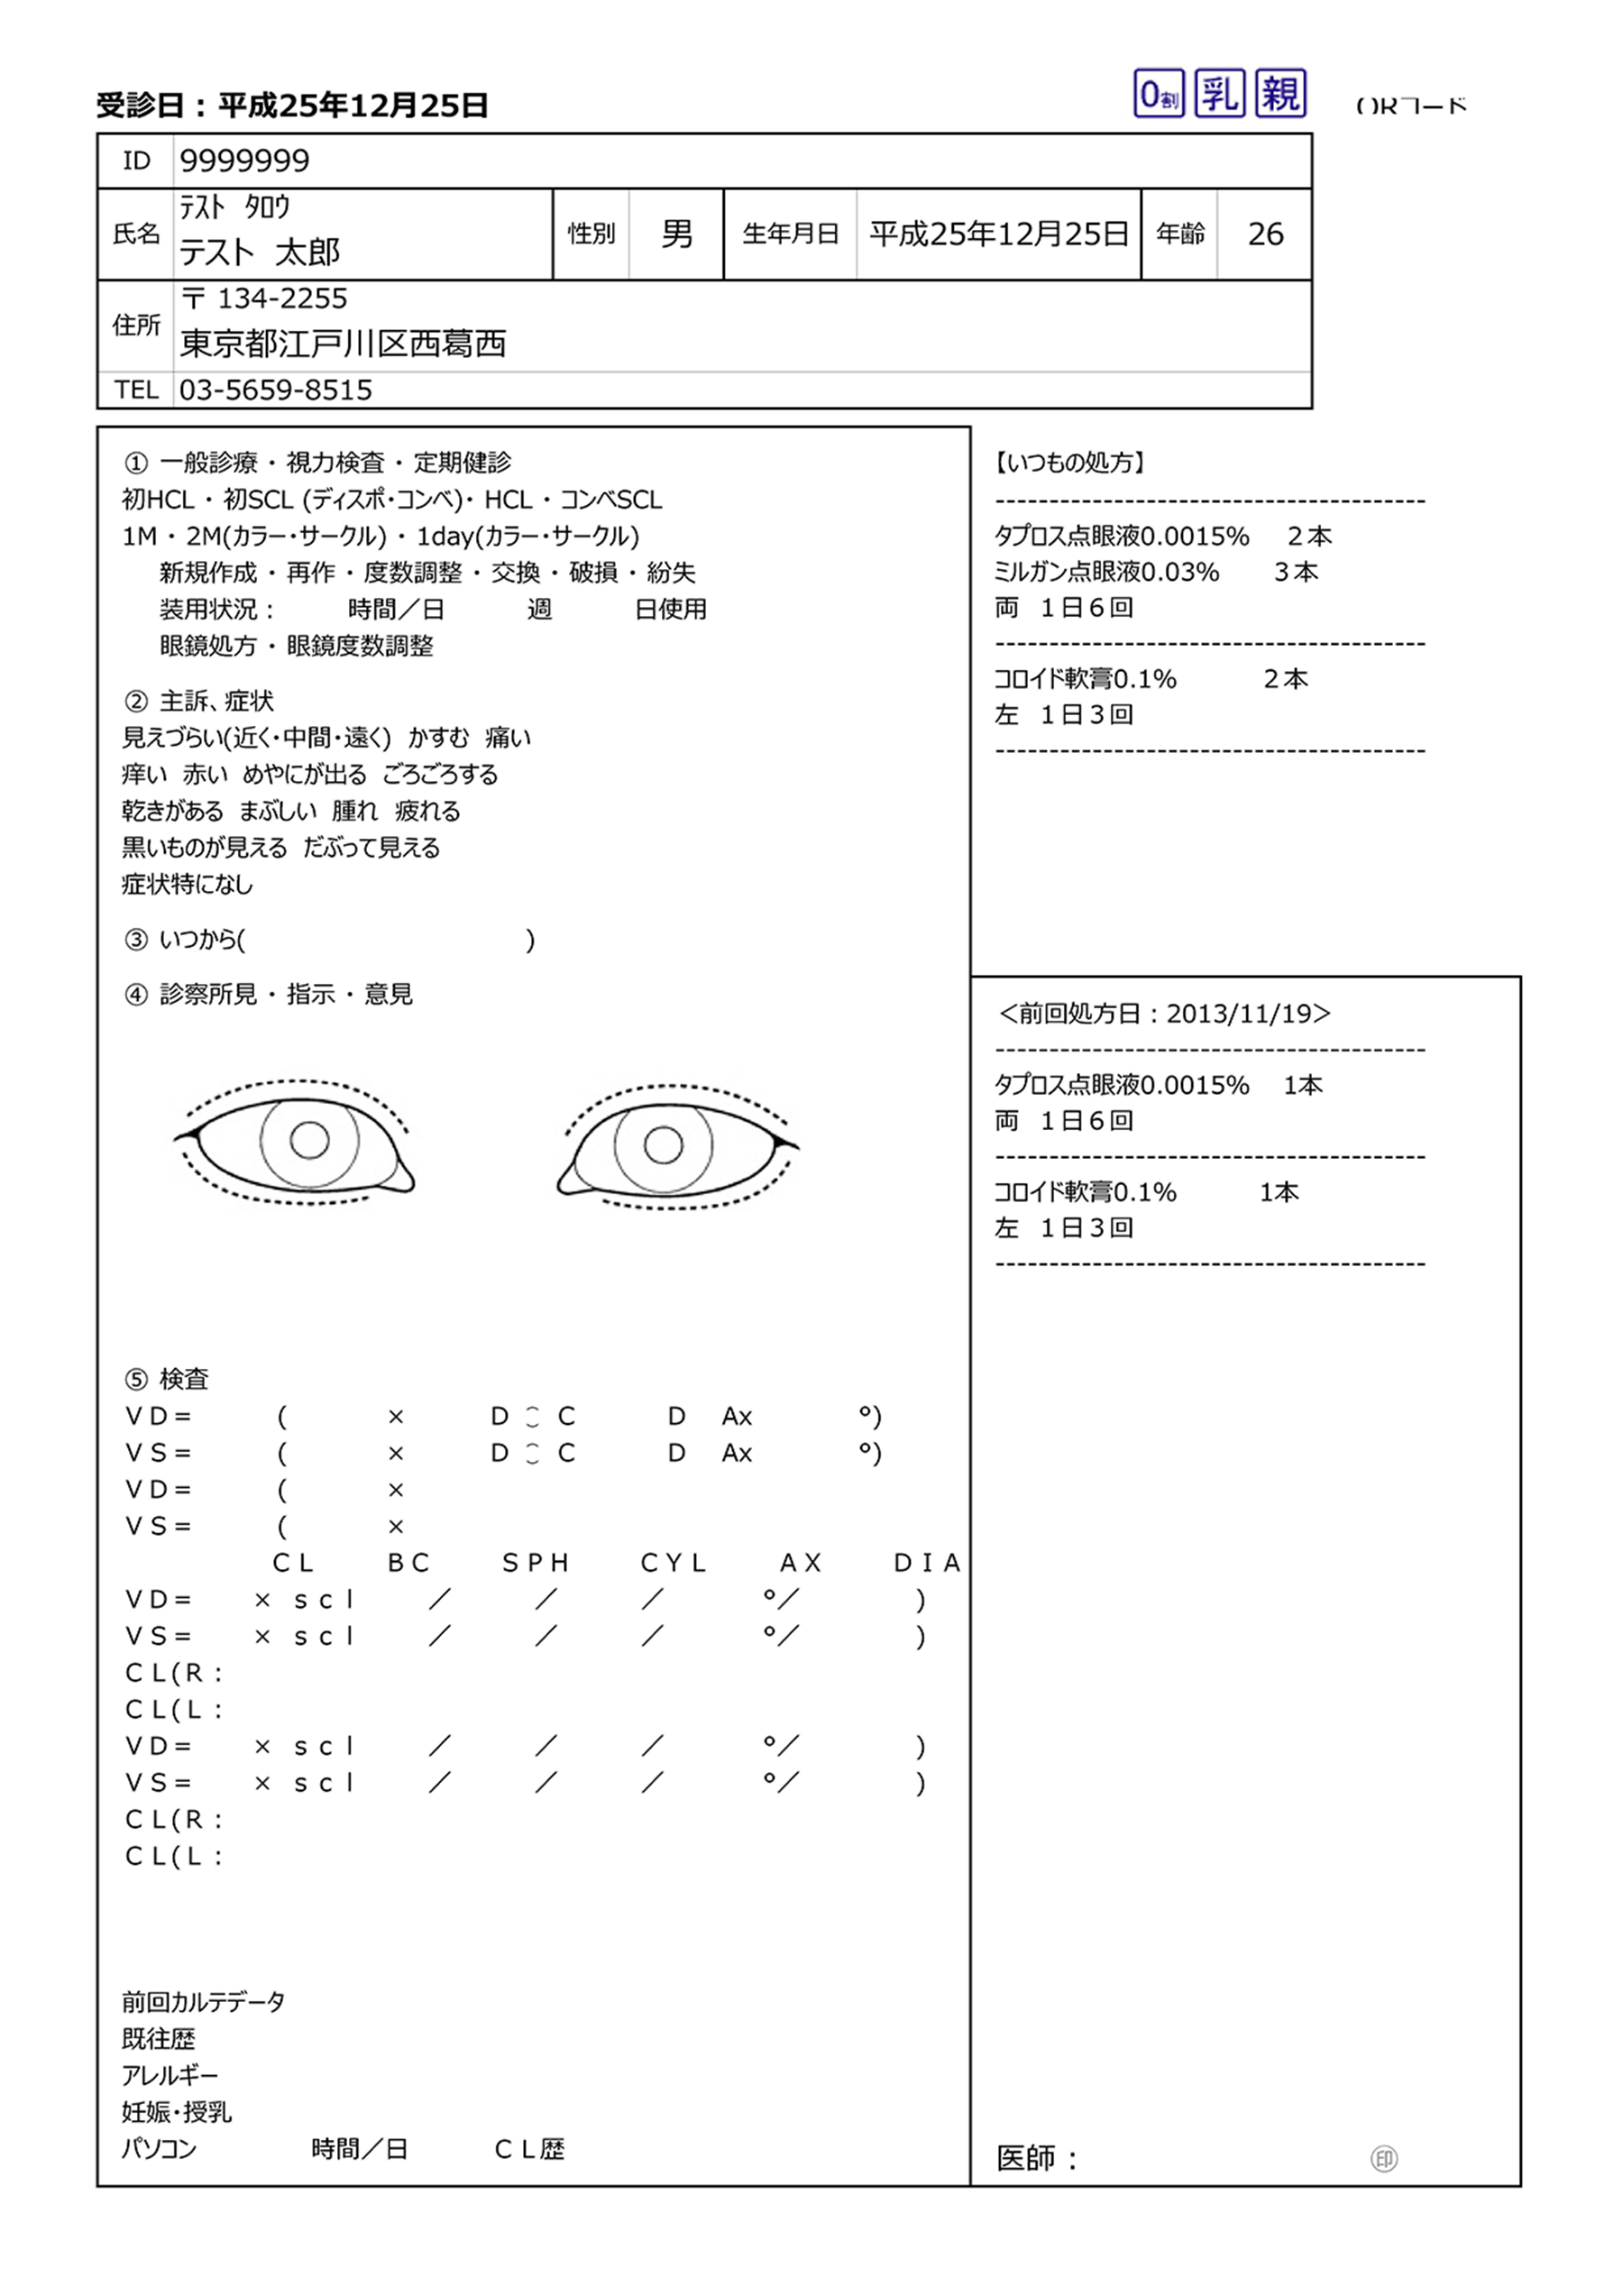 受診日：平成25年12月25日
0割 乳 親
QRコード
ID 9999999
氏名 ﾃｽﾄ ﾀﾛｳ
テスト 太郎
性別 男 生年月日 平成25年12月25日 年齢 26
住所 〒 134-2255
東京都江戸川区西葛西
TEL 03-5659-8515
① 一般診療・視力検査・定期健診
初HCL・初SCL (ディスポ・コンベ)・HCL・コンベSCL
1M・2M(カラー・サークル)・1day(カラー・サークル)
新規作成・再作・度数調整・交換・破損・紛失
装用状況： 時間／日 週 日使用
眼鏡処方・眼鏡度数調整
② 主訴、症状
見えづらい(近く・中間・遠く) かすむ 痛い
痒い 赤い めやにが出る ごろごろする
乾きがある まぶしい 腫れ 疲れる
黒いものが見える だぶって見える
症状特になし
③ いつから( )
④ 診察所見・指示・意見
⑤ 検査
ＶＤ＝ ( × D ⌢⌣ C D Ax °)
ＶＳ＝ ( × D ⌢⌣ C D Ax °)
ＶＤ＝ ( ×
ＶＳ＝ ( ×
ＣＬ ＢＣ ＳＰＨ ＣＹＬ ＡＸ ＤＩＡ
ＶＤ＝ × ｓｃｌ ／ ／ ／ °／ )
ＶＳ＝ × ｓｃｌ ／ ／ ／ °／ )
ＣＬ(Ｒ：
ＣＬ(Ｌ：
ＶＤ＝ × ｓｃｌ ／ ／ ／ °／ )
ＶＳ＝ × ｓｃｌ ／ ／ ／ °／ )
ＣＬ(Ｒ：
ＣＬ(Ｌ：
前回カルテデータ
既往歴
アレルギー
妊娠・授乳
パソコン 時間／日 ＣＬ歴
【いつもの処方】
----------------------------------------
タプロス点眼液0.0015% ２本
ミルガン点眼液0.03% ３本
両 １日６回
----------------------------------------
コロイド軟膏0.1% ２本
左 １日３回
----------------------------------------
＜前回処方日：2013/11/19＞
----------------------------------------
タプロス点眼液0.0015% 1本
両 １日６回
----------------------------------------
コロイド軟膏0.1% 1本
左 １日３回
----------------------------------------
医師： ㊞